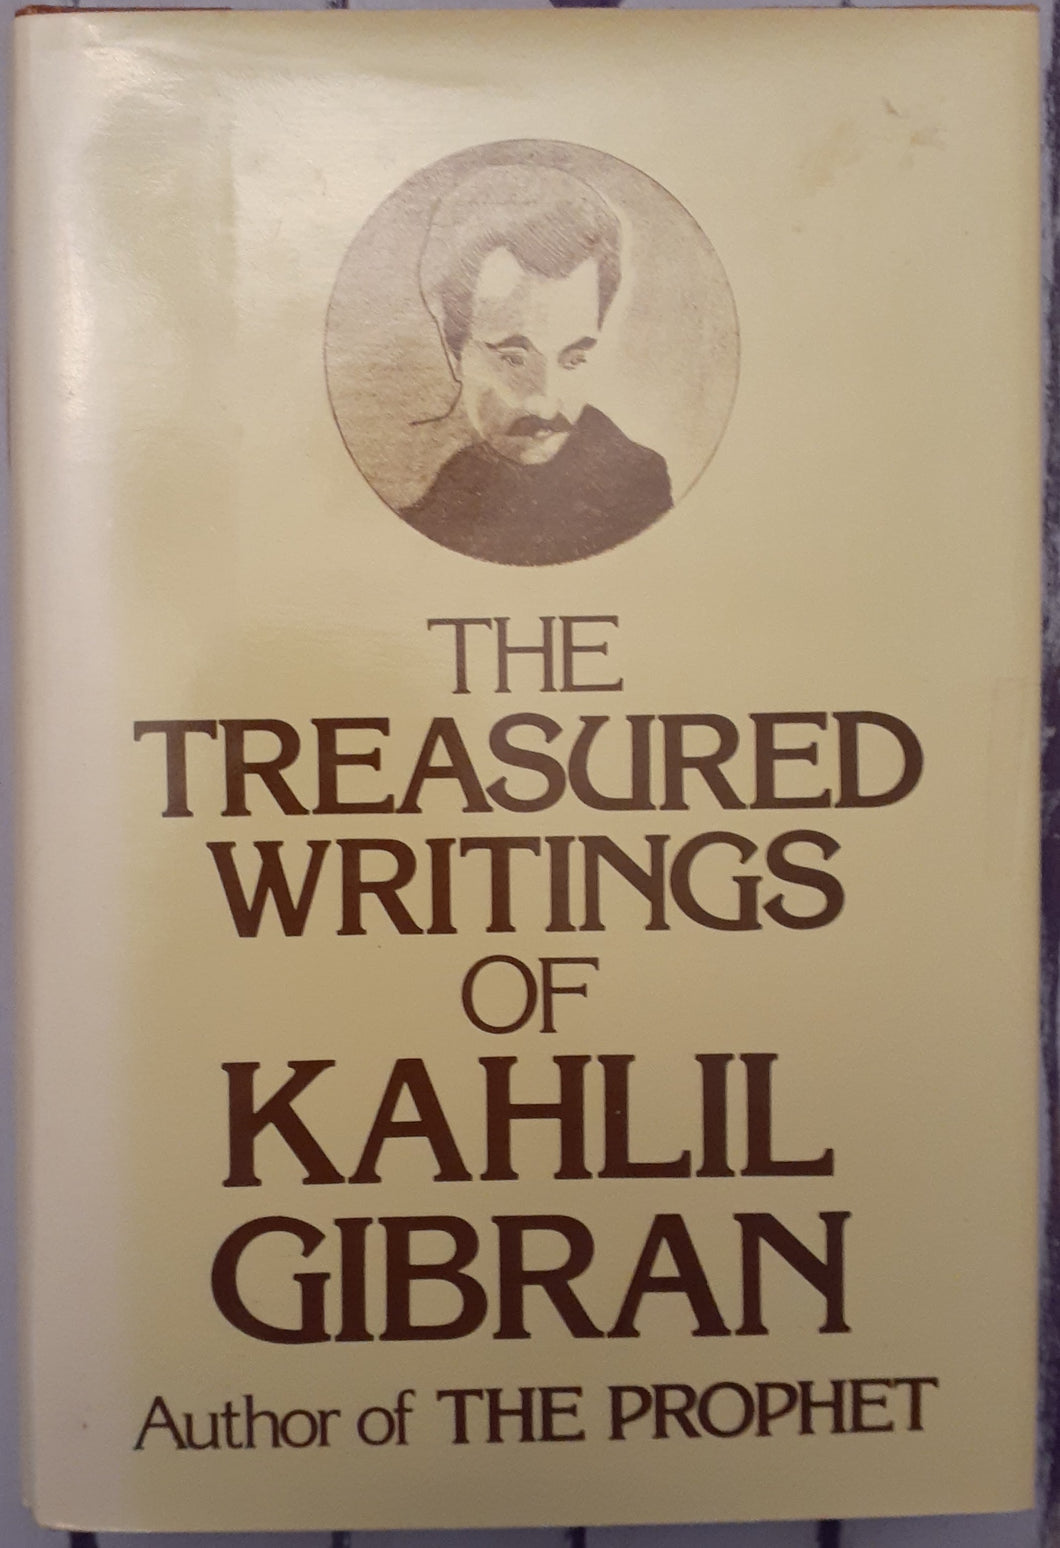 THE
TREASURED
WRITINGS
OF
KAHLIL
GIBRAN
Author of THE PROPHET